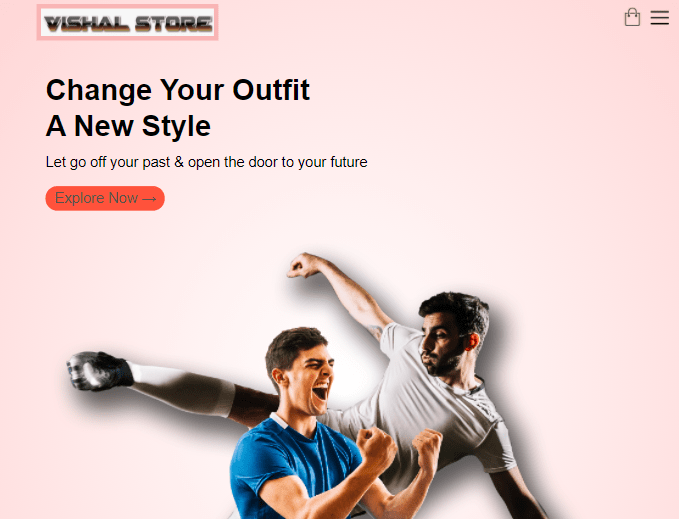 VISHAL STORE
Change Your Outfit
A New Style
Let go off your past & open the door to your future
Explore Now →